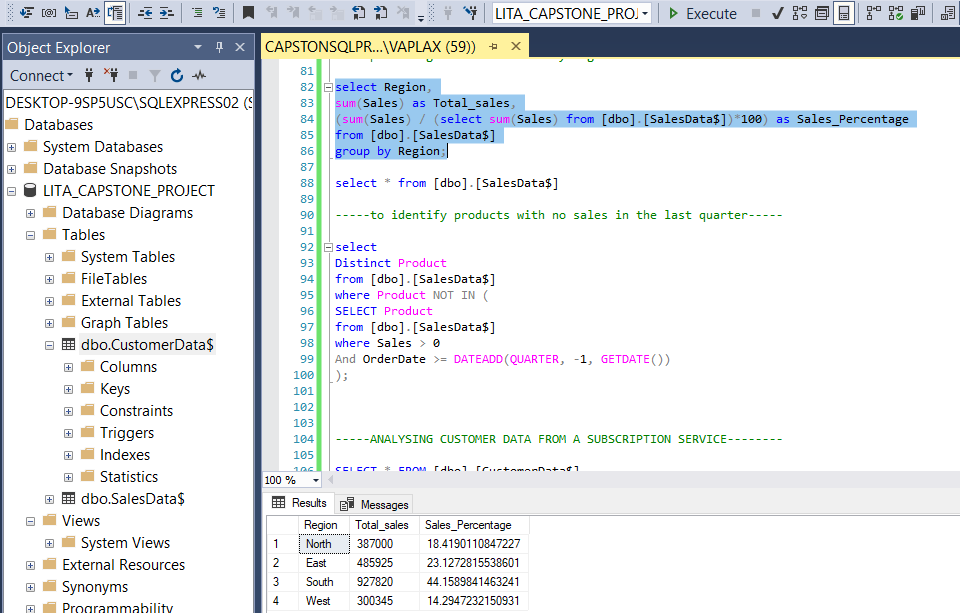 LITA_CAPSTONE_PROJ
Execute
Object Explorer
CAPSTONSQLPR...\VAPLAX (59))
Connect
DESKTOP-9SP5USC\SQLEXPRESS02 (S
Databases
System Databases
Database Snapshots
LITA_CAPSTONE_PROJECT
Database Diagrams
Tables
System Tables
FileTables
External Tables
Graph Tables
dbo.CustomerData$
Columns
Keys
Constraints
Triggers
Indexes
Statistics
dbo.SalesData$
Views
System Views
External Resources
Synonyms
Programmability
81
82 select Region,
83 sum(Sales) as Total_sales,
84 (sum(Sales) / (select sum(Sales) from [dbo].[SalesData$])*100) as Sales_Percentage
85 from [dbo].[SalesData$]
86 group by Region;
87
88 select * from [dbo].[SalesData$]
89
90 -----to identify products with no sales in the last quarter-----
91
92 select
93 Distinct Product
94 from [dbo].[SalesData$]
95 where Product NOT IN (
96 SELECT Product
97 from [dbo].[SalesData$]
98 where Sales > 0
99 And OrderDate >= DATEADD(QUARTER, -1, GETDATE())
100 );
101
102
103
104 -----ANALYSING CUSTOMER DATA FROM A SUBSCRIPTION SERVICE--------
105
106 SELECT * FROM [dbo].[CustomerData$]
100 %
Results Messages
Region Total_sales Sales_Percentage
1 North 387000 18.4190110847227
2 East 485925 23.1272815538601
3 South 927820 44.1589841463241
4 West 300345 14.2947232150931